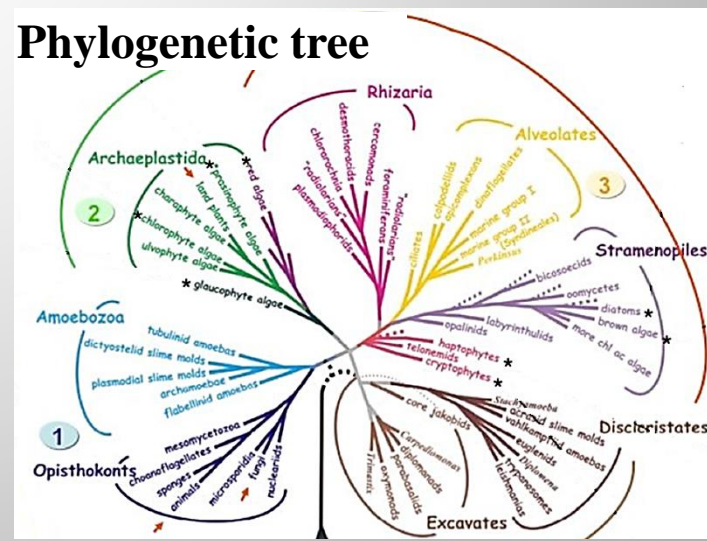 Phylogenetic tree
Rhizaria
desmothoracids
cercomonads
chlorarachnia
foraminiferans
"radiolarians"
"radiolarians"
plasmodiophorids
Alveolates
colpodellids
apicomplexans
dinoflagellates
marine group I
marine group II
(Syndineales)
Perkinsus
ciliates
3
Archaeplastida
*
* red algae
prasinophyte algae
land plants
charophyte algae
* chlorophyte algae
ulvophyte algae
* glaucophyte algae
2
Stramenopiles
bicosoecids
oomycetes
diatoms *
brown algae *
more chl ac algae
labyrinthulids
opalinids
haptophytes *
telonemids
cryptophytes *
Amoebozoa
tubulinid amoebas
dictyostelid slime molds
plasmodial slime molds
archamoebae
flabellinid amoebas
1
Opisthokonts
mesomycetozoa
choanoflagellates
sponges
animals
microsporidia
fungi
nucleariids
Discicristates
Stachyamoeba
acrasid slime molds
vahlkampfiid amoebas
euglenids
Diplonema
trypanosomes
leishmanias
core jakobids
Carpediomonas
diplomonads
parabasalids
oxymonads
Trimastix
Excavates